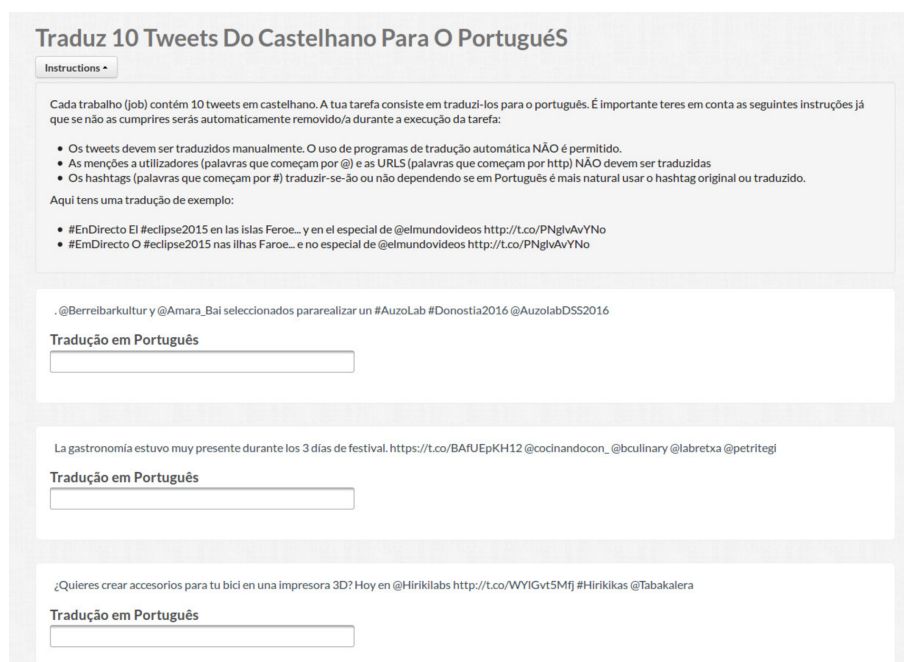 Traduz 10 Tweets Do Castelhano Para O PortuguéS
Instructions
Cada trabalho (job) contém 10 tweets em castelhano. A tua tarefa consiste em traduzi-los para o português. É importante teres em conta as seguintes instruções já
que se não as cumprires serás automaticamente removido/a durante a execução da tarefa:
• Os tweets devem ser traduzidos manualmente. O uso de programas de tradução automática NÃO é permitido.
• As menções a utilizadores (palavras que começam por @) e as URLS (palavras que começam por http) NÃO devem ser traduzidas
• Os hashtags (palavras que começam por #) traduzir-se-ão ou não dependendo se em Português é mais natural usar o hashtag original ou traduzido.
Aqui tens uma tradução de exemplo:
• #EnDirecto El #eclipse2015 en las islas Feroe... y en el especial de @elmundovideos http://t.co/PNglvAvYNo
• #EmDirecto O #eclipse2015 nas ilhas Faroe... e no especial de @elmundovideos http://t.co/PNglvAvYNo
. @Berreibarkultur y @Amara_Bai seleccionados pararealizar un #AuzoLab #Donostia2016 @AuzolabDSS2016
Tradução em Português
La gastronomía estuvo muy presente durante los 3 días de festival. https://t.co/BAfUEpKH12 @cocinandocon_ @bculinary @labretxa @petritegi
Tradução em Português
¿Quieres crear accesorios para tu bici en una impresora 3D? Hoy en @Hirikilabs http://t.co/WYlGvt5Mfj #Hirikikas @Tabakalera
Tradução em Português